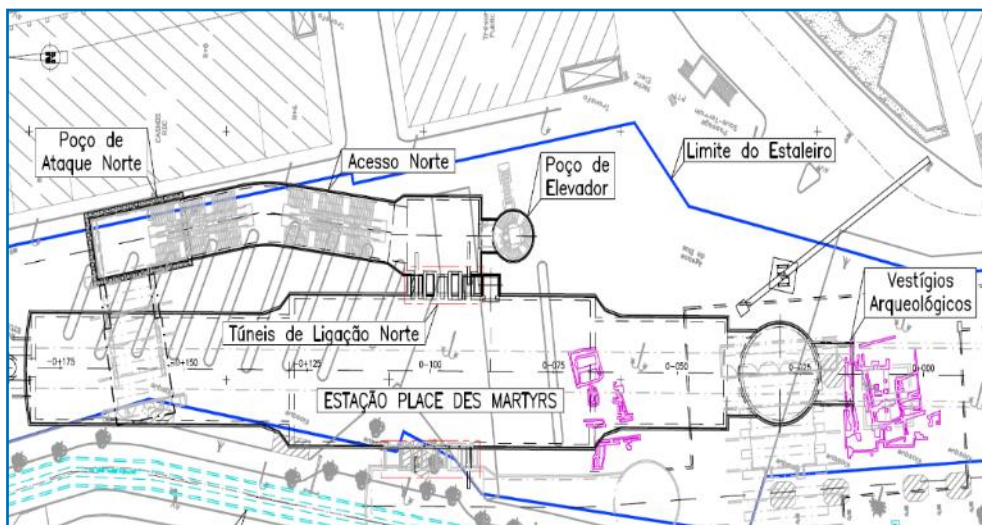 Poço de
Ataque Norte
Acesso Norte
Poço de
Elevador
Limite do Estaleiro
Vestígios
Arqueológicos
Túneis de Ligação Norte
-0+175
-0+150
-0+125
0-100
0-075
0-050
0-025
0-000
ESTAÇÃO PLACE DES MARTYRS